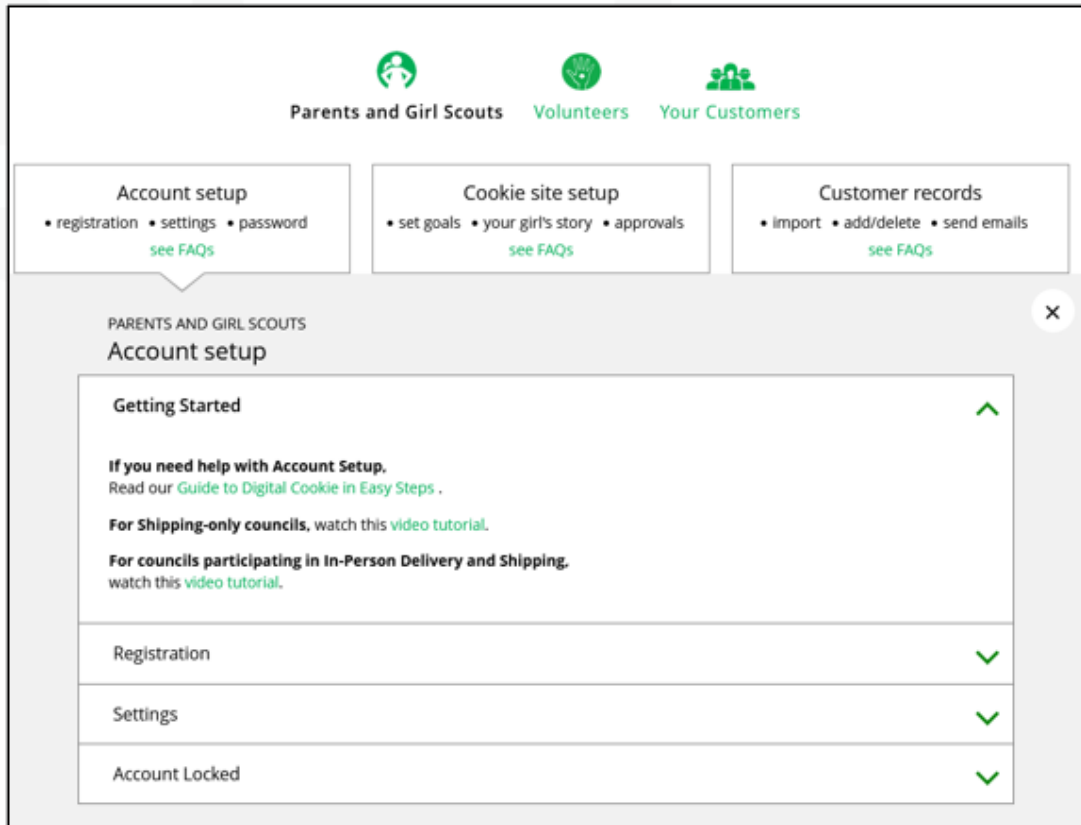 Parents and Girl Scouts Volunteers Your Customers
Account setup
• registration • settings • password
see FAQs
Cookie site setup
• set goals • your girl's story • approvals
see FAQs
Customer records
• import • add/delete • send emails
see FAQs
PARENTS AND GIRL SCOUTS
Account setup
Getting Started
If you need help with Account Setup,
Read our Guide to Digital Cookie in Easy Steps .
For Shipping-only councils, watch this video tutorial.
For councils participating in In-Person Delivery and Shipping,
watch this video tutorial.
Registration
Settings
Account Locked